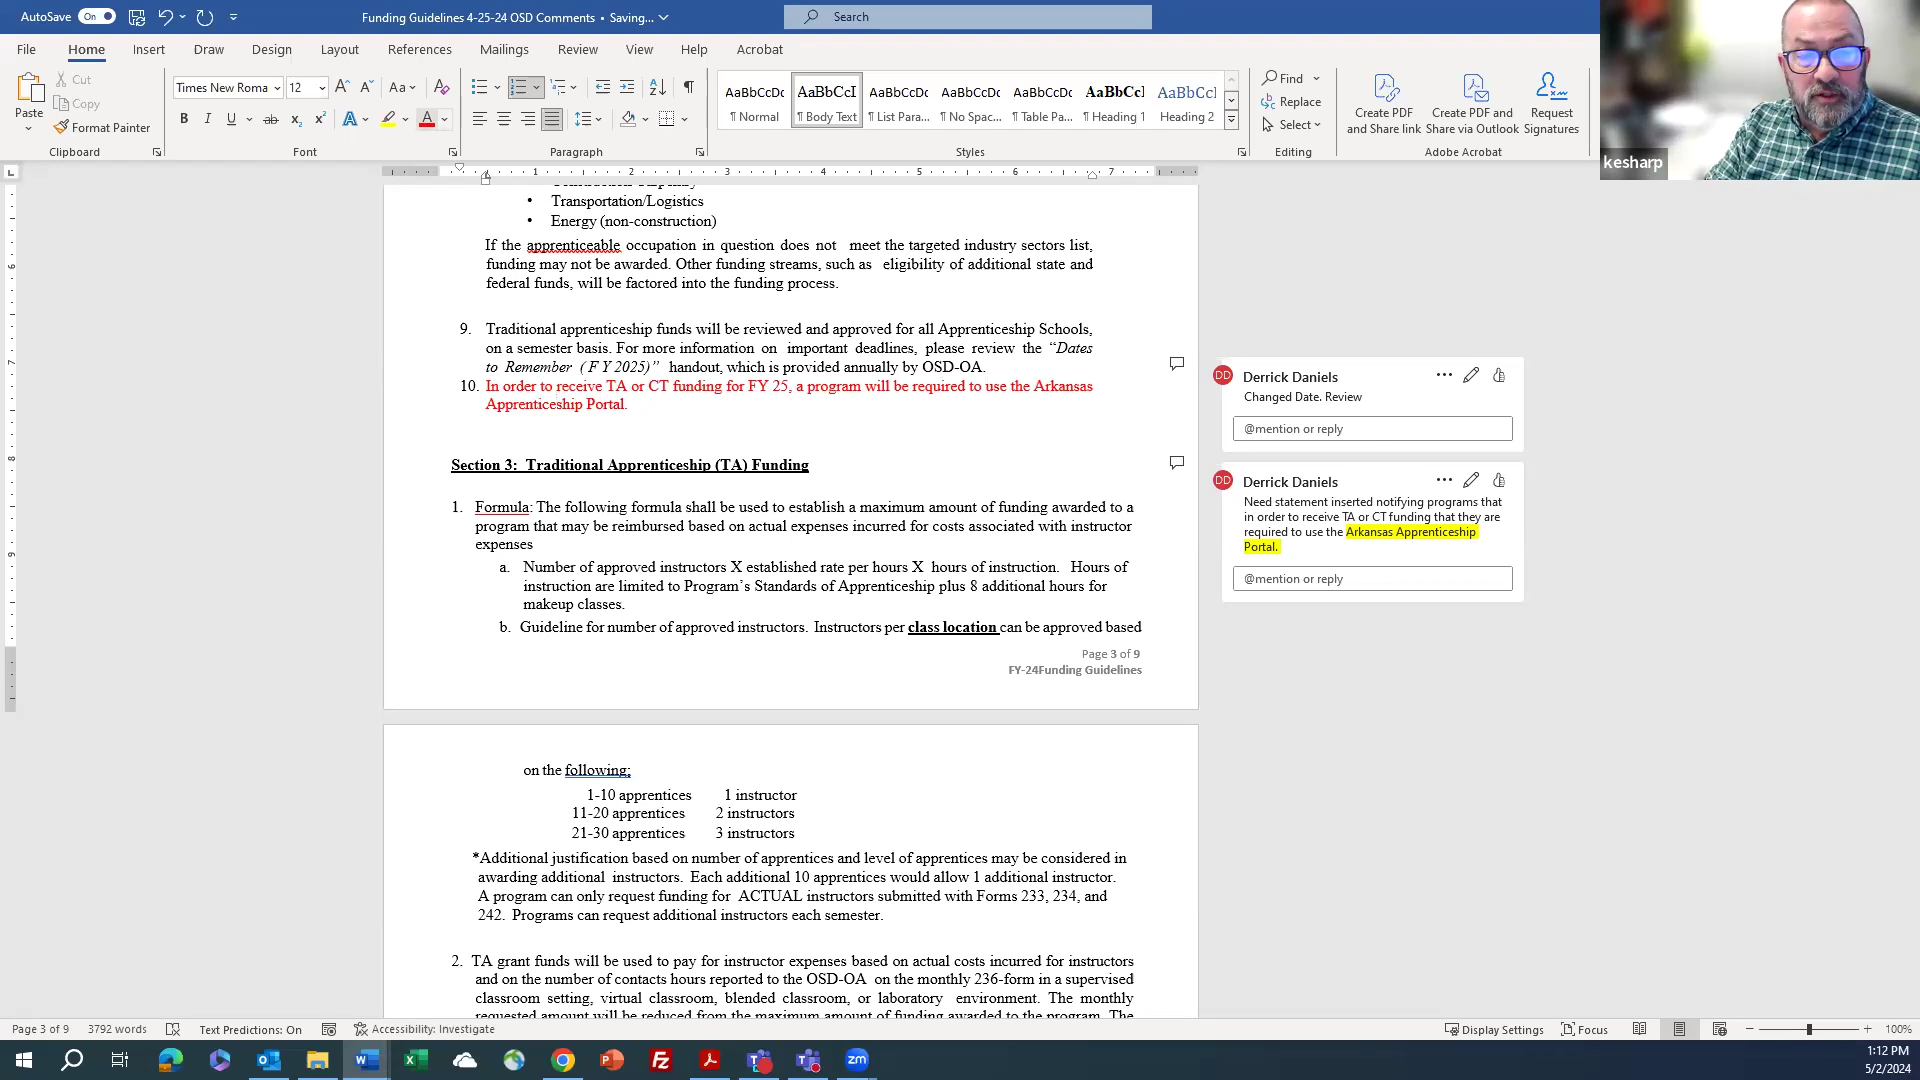 AutoSave On
Funding Guidelines 4-25-24 OSD Comments • Saving...
Search
File Home Insert Draw Design Layout References Mailings Review View Help Acrobat
Paste
Cut
Copy
Format Painter
Clipboard
Times New Roma 12
Font
Paragraph
AaBbCcDc ¶ Normal
AaBbCcI ¶ Body Text
AaBbCcDc ¶ List Para...
AaBbCcDc ¶ No Spac...
AaBbCcDc ¶ Table Pa...
AaBbCcI ¶ Heading 1
AaBbCcI Heading 2
Styles
Find
Replace
Select
Editing
Create PDF and Share link
Create PDF and Share via Outlook
Request Signatures
Adobe Acrobat
kesharp
1 2 3 4 5 6 7
• Transportation/Logistics
• Energy (non-construction)
If the apprenticeable occupation in question does not meet the targeted industry sectors list,
funding may not be awarded. Other funding streams, such as eligibility of additional state and
federal funds, will be factored into the funding process.
9. Traditional apprenticeship funds will be reviewed and approved for all Apprenticeship Schools,
on a semester basis. For more information on important deadlines, please review the “Dates
to Remember (F Y 2025)” handout, which is provided annually by OSD-OA.
10. In order to receive TA or CT funding for FY 25, a program will be required to use the Arkansas
Apprenticeship Portal.
Section 3: Traditional Apprenticeship (TA) Funding
1. Formula: The following formula shall be used to establish a maximum amount of funding awarded to a
program that may be reimbursed based on actual expenses incurred for costs associated with instructor
expenses
a. Number of approved instructors X established rate per hours X hours of instruction. Hours of
instruction are limited to Program’s Standards of Apprenticeship plus 8 additional hours for
makeup classes.
b. Guideline for number of approved instructors. Instructors per class location can be approved based
Page 3 of 9
FY-24Funding Guidelines
on the following;
1-10 apprentices 1 instructor
11-20 apprentices 2 instructors
21-30 apprentices 3 instructors
*Additional justification based on number of apprentices and level of apprentices may be considered in
awarding additional instructors. Each additional 10 apprentices would allow 1 additional instructor.
A program can only request funding for ACTUAL instructors submitted with Forms 233, 234, and
242. Programs can request additional instructors each semester.
2. TA grant funds will be used to pay for instructor expenses based on actual costs incurred for instructors
and on the number of contacts hours reported to the OSD-OA on the monthly 236-form in a supervised
classroom setting, virtual classroom, blended classroom, or laboratory environment. The monthly
requested amount will be reduced from the maximum amount of funding awarded to the program. The
DD Derrick Daniels
Changed Date. Review
@mention or reply
DD Derrick Daniels
Need statement inserted notifying programs that
in order to receive TA or CT funding that they are
required to use the Arkansas Apprenticeship
Portal.
@mention or reply
Page 3 of 9 3792 words Text Predictions: On Accessibility: Investigate
Display Settings Focus 100%
1:12 PM
5/2/2024